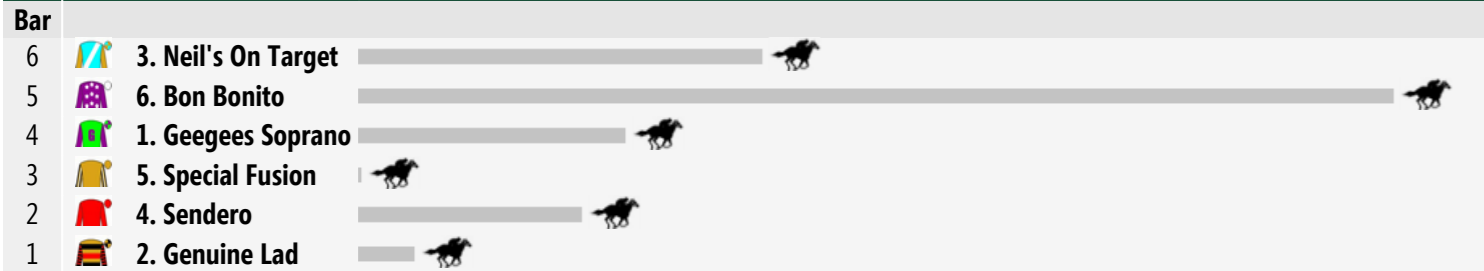 Bar
6 3. Neil's On Target
5 6. Bon Bonito
4 G 1. Geegees Soprano
3 5. Special Fusion
2 4. Sendero
1 2. Genuine Lad